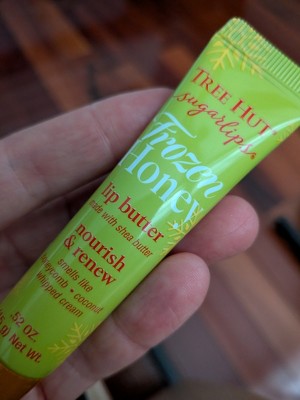 TREE HUT
sugarlips
Frozen
Honey
lip butter
made with shea butter
nourish
& renew
smells like
honeycomb • coconut
whipped cream
.52 OZ.
g) Net Wt.